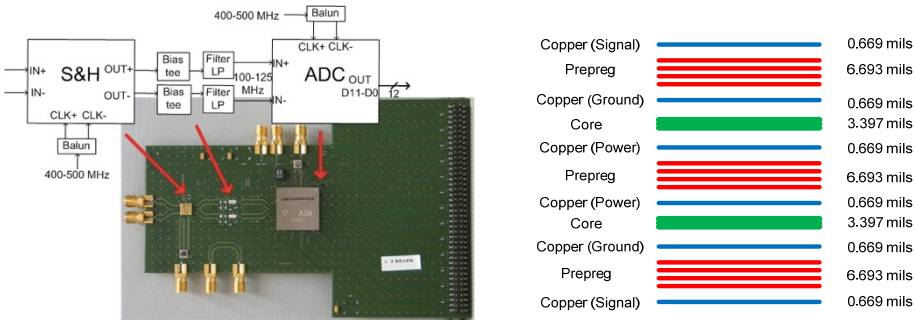 400-500 MHz
Balun
CLK+ CLK-
S&H
IN+
IN-
OUT+
OUT-
CLK+ CLK-
Bias
tee
Filter
LP
Bias
tee
Filter
LP
100-125
MHz
IN+
IN-
ADC
OUT
D11-D0
12
Balun
400-500 MHz
Copper (Signal) 0.669 mils
Prepreg 6.693 mils
Copper (Ground) 0.669 mils
Core 3.397 mils
Copper (Power) 0.669 mils
Prepreg 6.693 mils
Copper (Power) 0.669 mils
Core 3.397 mils
Copper (Ground) 0.669 mils
Prepreg 6.693 mils
Copper (Signal) 0.669 mils